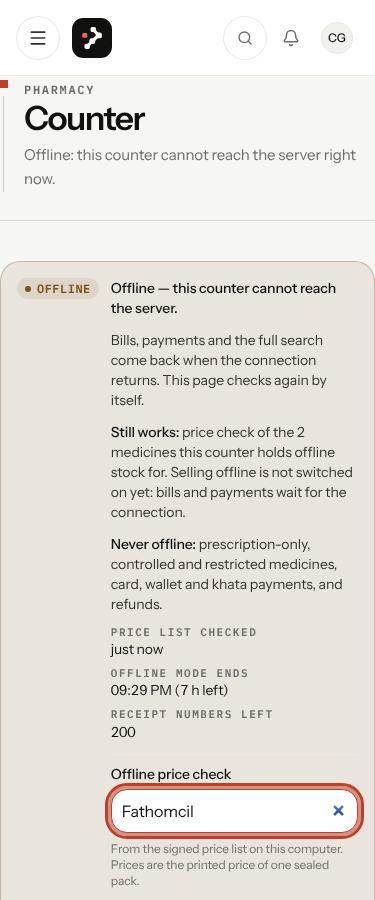 CG
PHARMACY
Counter
Offline: this counter cannot reach the server right
now.
OFFLINE
Offline — this counter cannot reach
the server.
Bills, payments and the full search
come back when the connection
returns. This page checks again by
itself.
Still works: price check of the 2
medicines this counter holds offline
stock for. Selling offline is not switched
on yet: bills and payments wait for the
connection.
Never offline: prescription-only,
controlled and restricted medicines,
card, wallet and khata payments, and
refunds.
PRICE LIST CHECKED
just now
OFFLINE MODE ENDS
09:29 PM (7 h left)
RECEIPT NUMBERS LEFT
200
Offline price check
Fathomcil
From the signed price list on this computer.
Prices are the printed price of one sealed
pack.